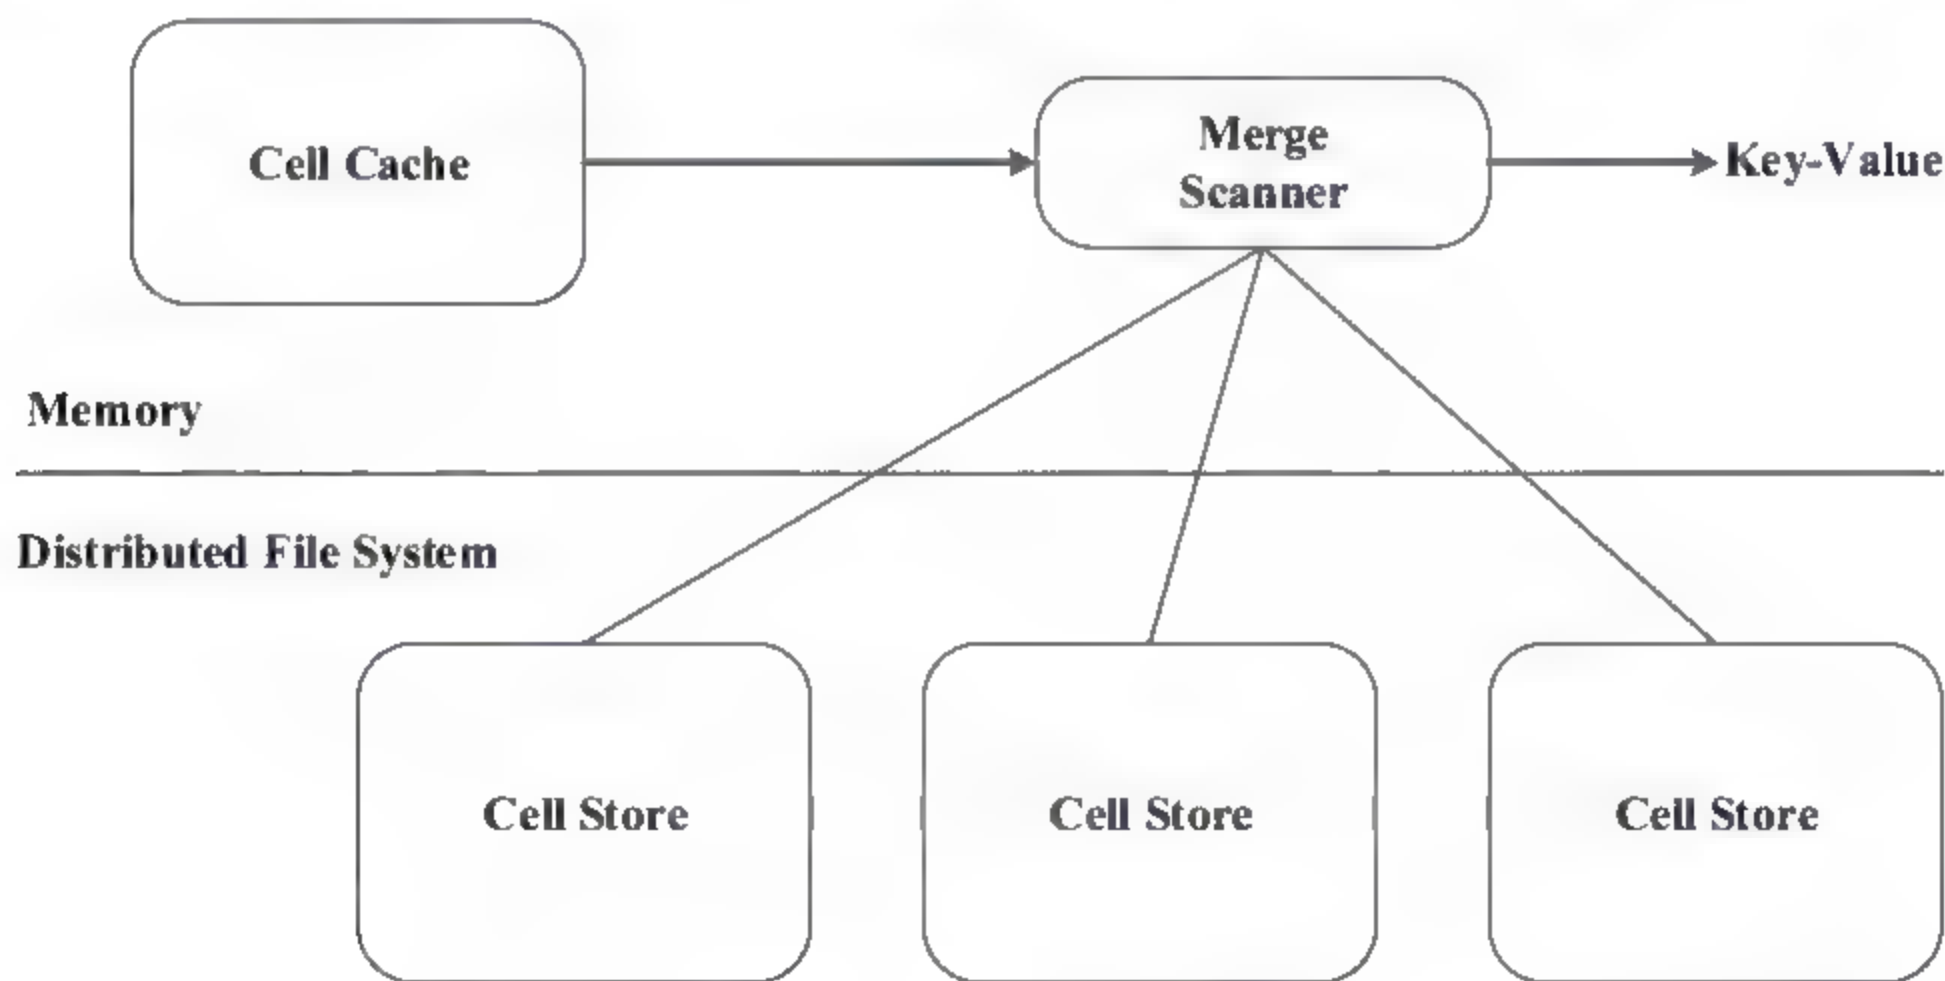 Cell Cache
Merge
Scanner
Key-Value
Memory
Distributed File System
Cell Store
Cell Store
Cell Store